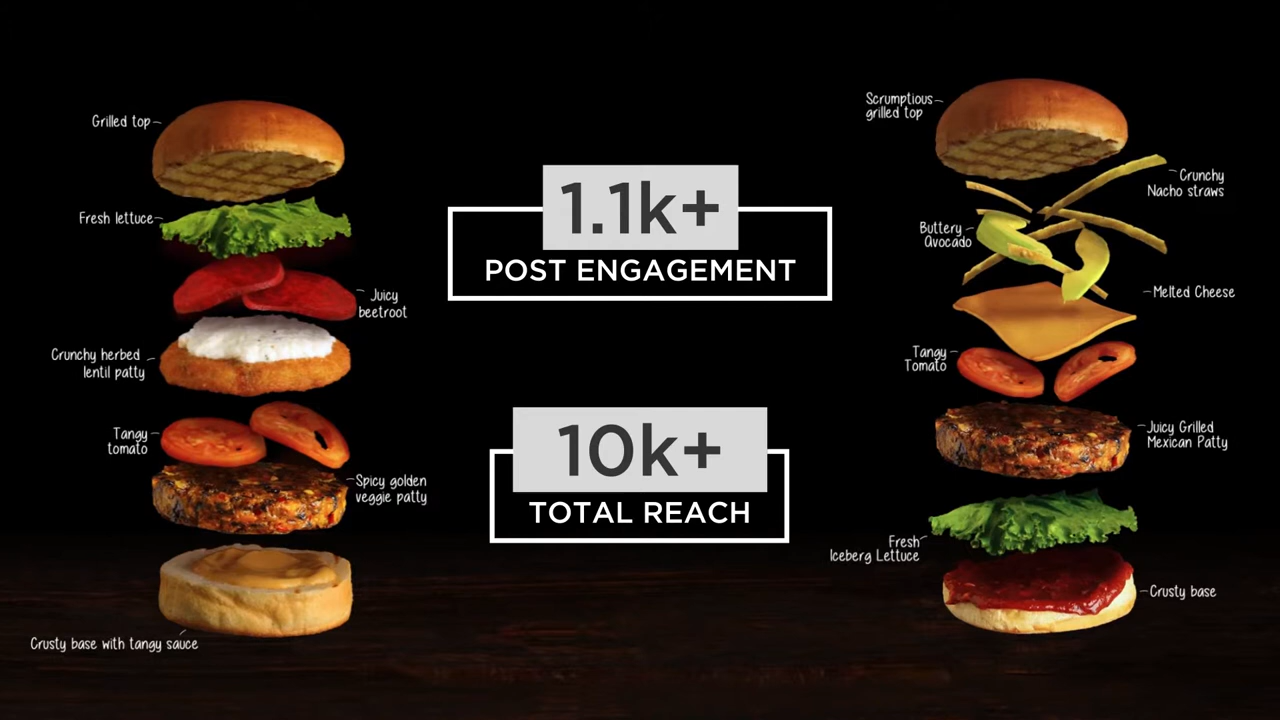 Grilled top
Fresh lettuce
Juicy
beetroot
Crunchy herbed
lentil patty
Tangy
tomato
Spicy golden
veggie patty
Crusty base with tangy sauce
1.1k+
POST ENGAGEMENT
10k+
TOTAL REACH
Scrumptious
grilled top
Crunchy
Nacho straws
Buttery
Avocado
Melted Cheese
Tangy
Tomato
Juicy Grilled
Mexican Patty
Fresh
Iceberg Lettuce
Crusty base